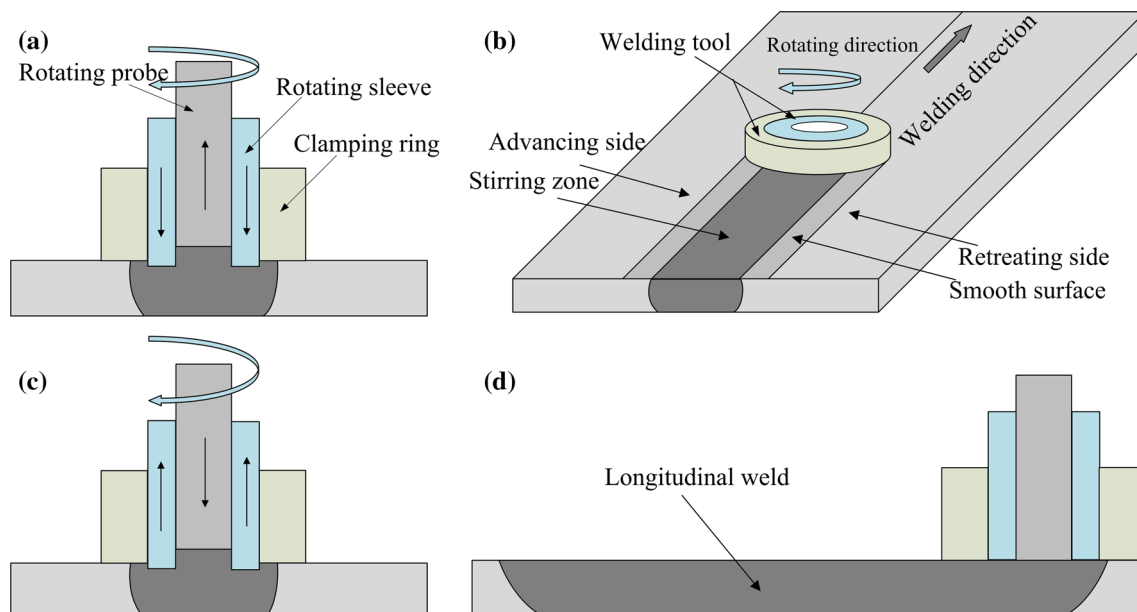 (a)
Rotating probe
Rotating sleeve
Clamping ring
(b)
Welding tool
Rotating direction
Welding direction
Advancing side
Stirring zone
Retreating side
Smooth surface
(c)
(d)
Longitudinal weld